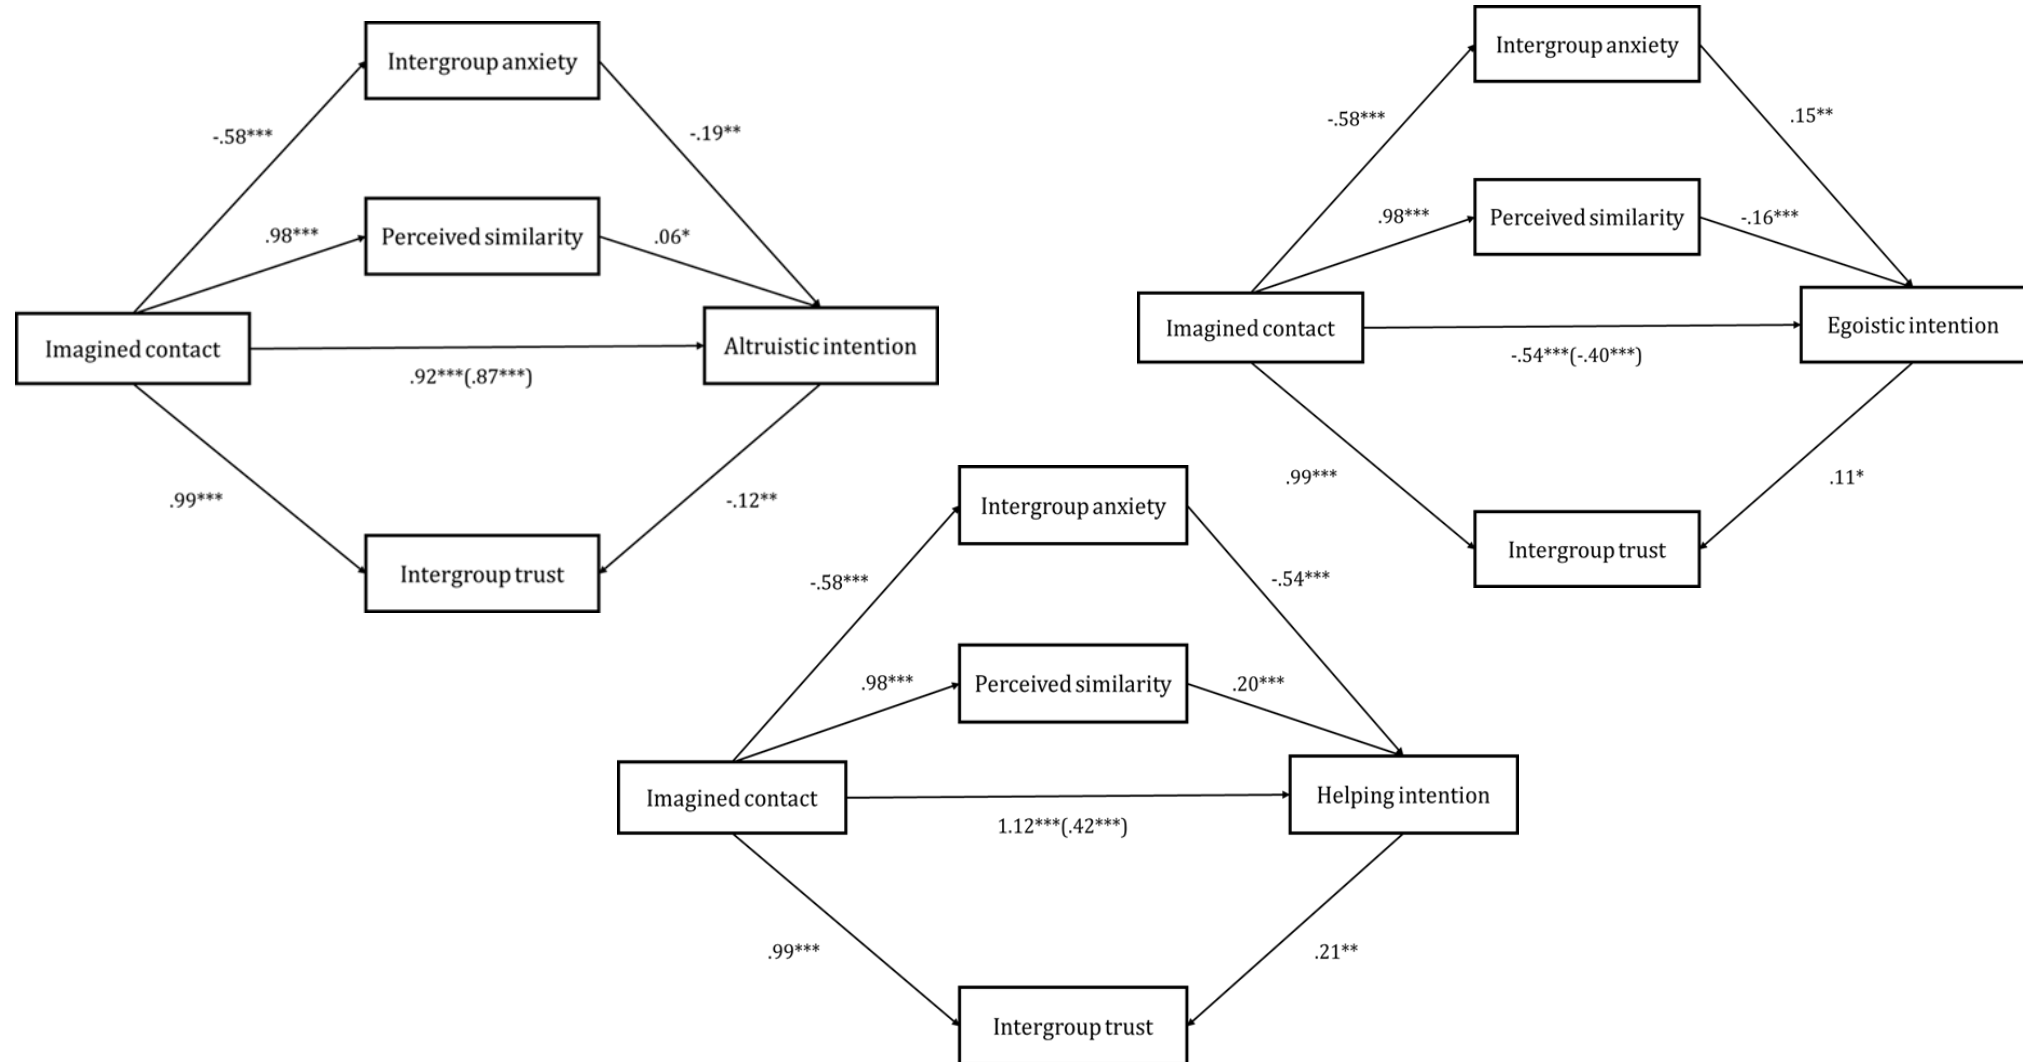 Intergroup anxiety
-.58***
-.19**
Perceived similarity
.98***
.06*
Imagined contact
Altruistic intention
.92***(.87***)
.99***
-.12**
Intergroup trust
Intergroup anxiety
-.58***
.15**
Perceived similarity
.98***
-.16***
Imagined contact
Egoistic intention
-.54***(-.40***)
.99***
.11*
Intergroup trust
Intergroup anxiety
-.58***
-.54***
Perceived similarity
.98***
.20***
Imagined contact
Helping intention
1.12***(.42***)
.99***
.21**
Intergroup trust